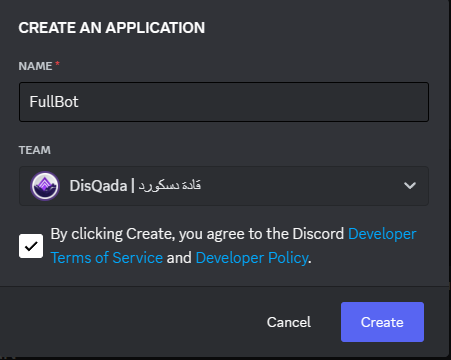 CREATE AN APPLICATION
NAME *
FullBot
TEAM
DisQada | قادة دسكورد
By clicking Create, you agree to the Discord Developer
Terms of Service and Developer Policy.
Cancel
Create